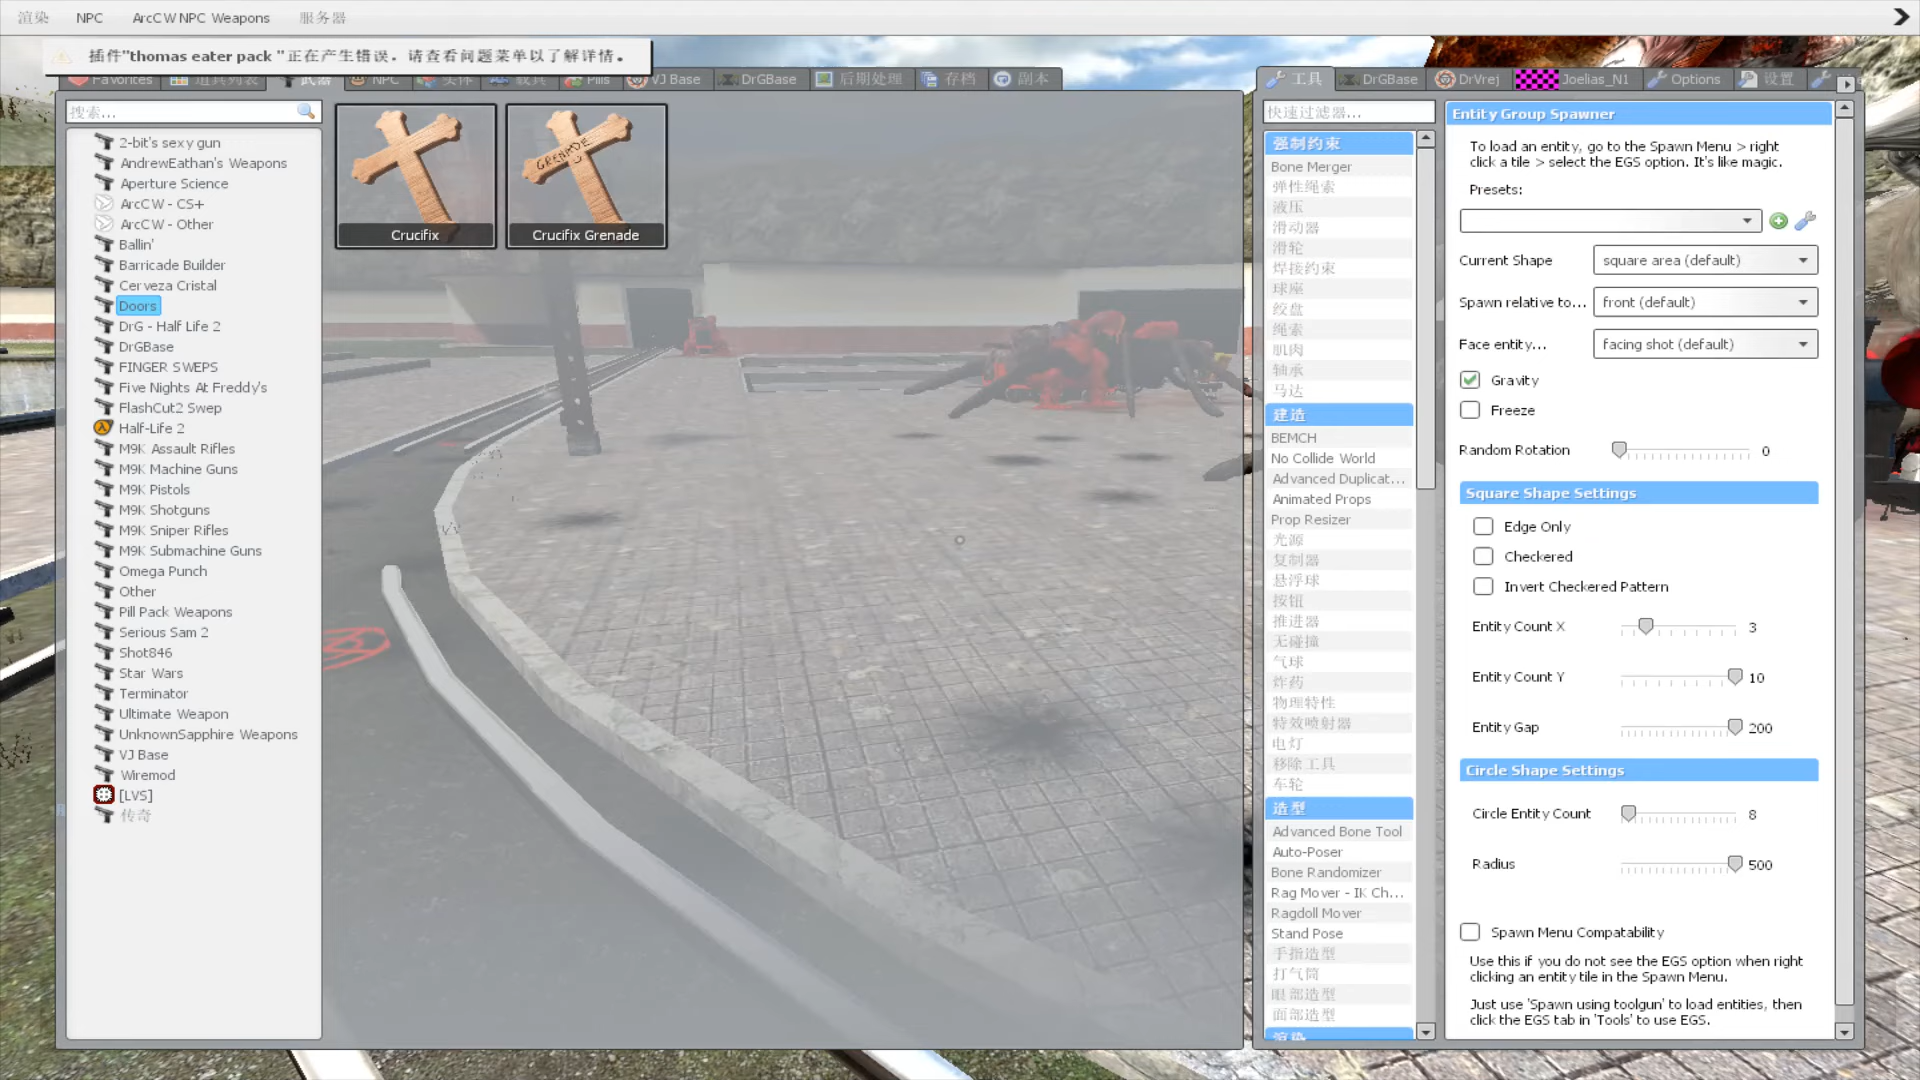 渲染
NPC
ArcCW NPC Weapons
服务器
插件"thomas eater pack "正在产生错误。请查看问题菜单以了解详情。
Favorites
道具列表
武器
NPC
实体
载具
Pills
VJ Base
DrGBase
后期处理
存档
副本
搜索...
2-bit's sexy gun
AndrewEathan's Weapons
Aperture Science
ArcCW - CS+
ArcCW - Other
Ballin'
Barricade Builder
Cerveza Cristal
Doors
DrG - Half Life 2
DrGBase
FINGER SWEPS
Five Nights At Freddy's
FlashCut2 Swep
Half-Life 2
M9K Assault Rifles
M9K Machine Guns
M9K Pistols
M9K Shotguns
M9K Sniper Rifles
M9K Submachine Guns
Omega Punch
Other
Pill Pack Weapons
Serious Sam 2
Shot846
Star Wars
Terminator
Ultimate Weapon
UnknownSapphire Weapons
VJ Base
Wiremod
[LVS]
传奇
Crucifix
GRENADE
Crucifix Grenade
工具
DrGBase
DrVrej
Joelias_N1
Options
设置
快速过滤器...
强制约束
Bone Merger
弹性绳索
液压
滑动器
滑轮
焊接约束
球座
绞盘
绳索
肌肉
轴承
马达
建造
BEMCH
No Collide World
Advanced Duplicat...
Animated Props
Prop Resizer
光源
复制器
悬浮球
按钮
推进器
无碰撞
气球
炸药
物理特性
特效喷射器
电灯
移除工具
车轮
造型
Advanced Bone Tool
Auto-Poser
Bone Randomizer
Rag Mover - IK Ch...
Ragdoll Mover
Stand Pose
手指造型
打气筒
眼部造型
面部造型
渲染
Entity Group Spawner
To load an entity, go to the Spawn Menu > right
click a tile > select the EGS option. It's like magic.
Presets:
Current Shape
square area (default)
Spawn relative to...
front (default)
Face entity...
facing shot (default)
Gravity
Freeze
Random Rotation
0
Square Shape Settings
Edge Only
Checkered
Invert Checkered Pattern
Entity Count X
3
Entity Count Y
10
Entity Gap
200
Circle Shape Settings
Circle Entity Count
8
Radius
500
Spawn Menu Compatability
Use this if you do not see the EGS option when right
clicking an entity tile in the Spawn Menu.
Just use 'Spawn using toolgun' to load entities, then
click the EGS tab in 'Tools' to use EGS.